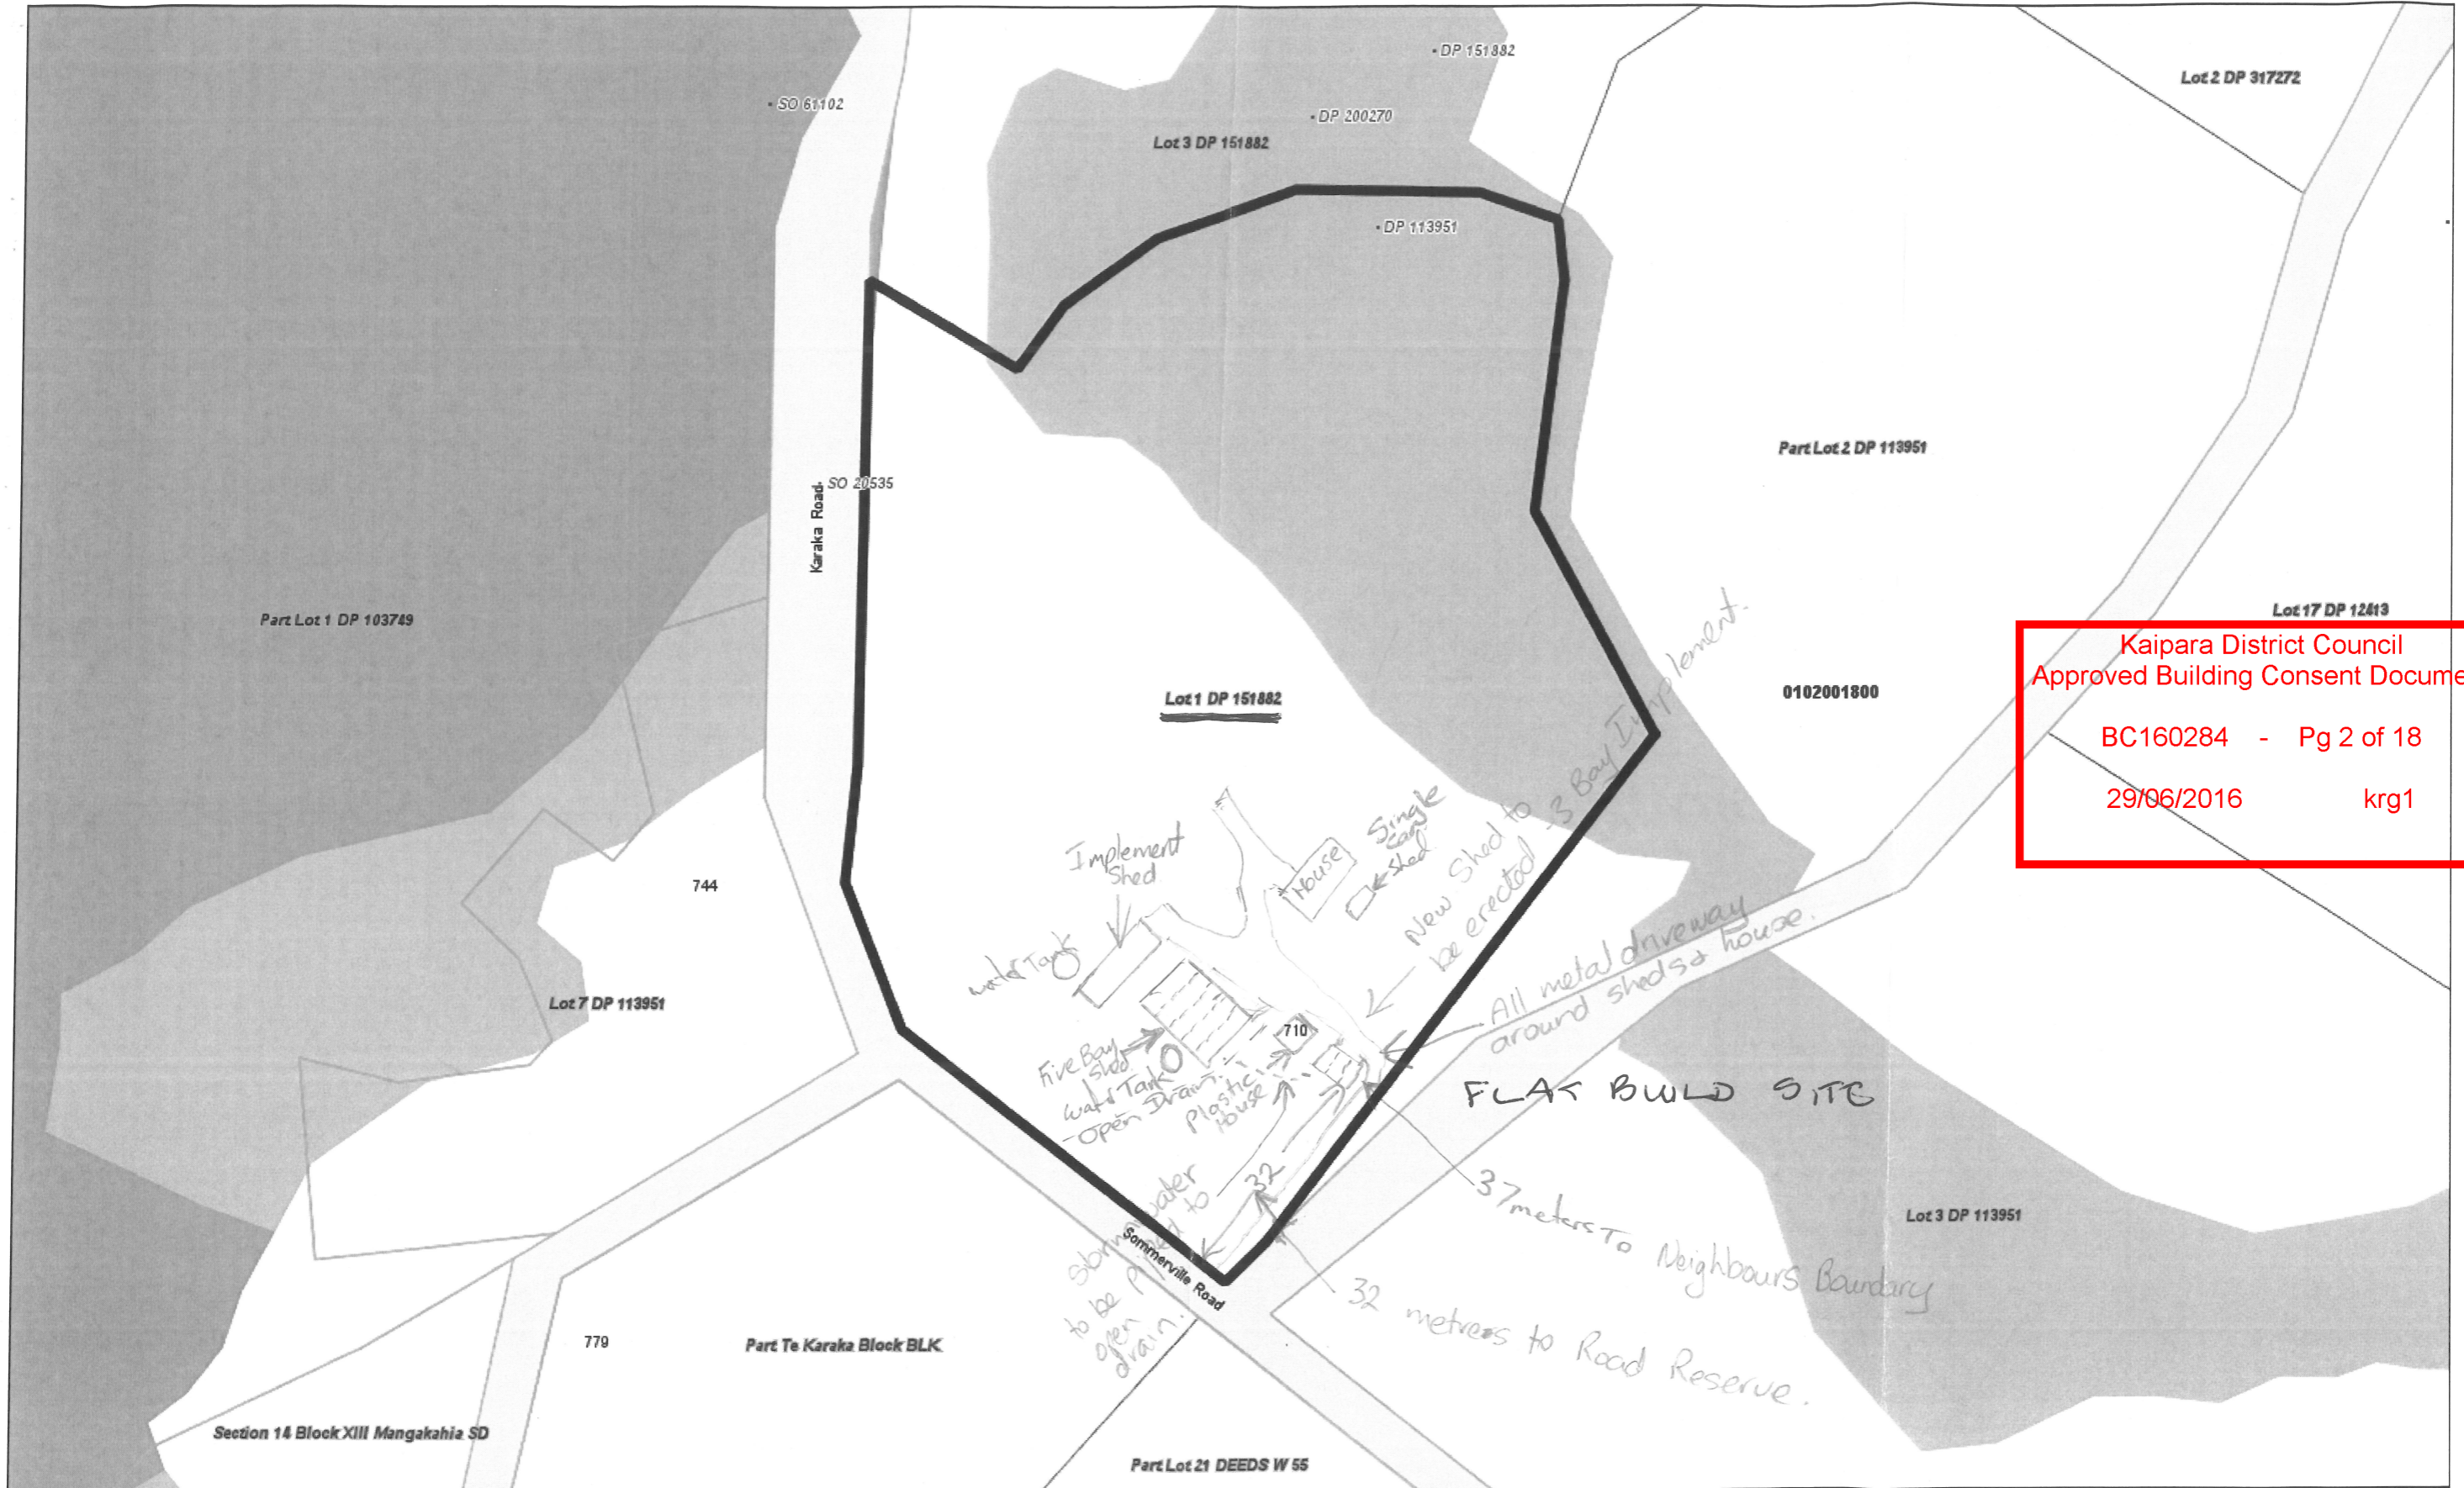 DP 151882
Lot 2 DP 317272
SO 61102
DP 200270
Lot 3 DP 151882
DP 113951
Part Lot 2 DP 113951
SO 20535
Karaka Road
Part Lot 1 DP 103749
Lot 17 DP 12413
Kaipara District Council
Approved Building Consent Docume
BC160284 - Pg 2 of 18
29/06/2016 krg1
0102001800
Lot 1 DP 151882
Implement
Shed
House
Single
Car
Shed
New Shed to
be erected - 3 Bay Implement.
744
water Tank
Lot 7 DP 113951
All metal driveway
around sheds & house.
710
Five Bay
Shed
Water Tank
- Open Drain
Plastic
House
FLAT BUILD SITE
32
37 meters To Neighbours Boundary
32 metres to Road Reserve.
Stormwater
to be piped to
open
drain.
Sommerville Road
Lot 3 DP 113951
779
Part Te Karaka Block BLK
Section 14 Block XIII Mangakahia SD
Part Lot 21 DEEDS W 55